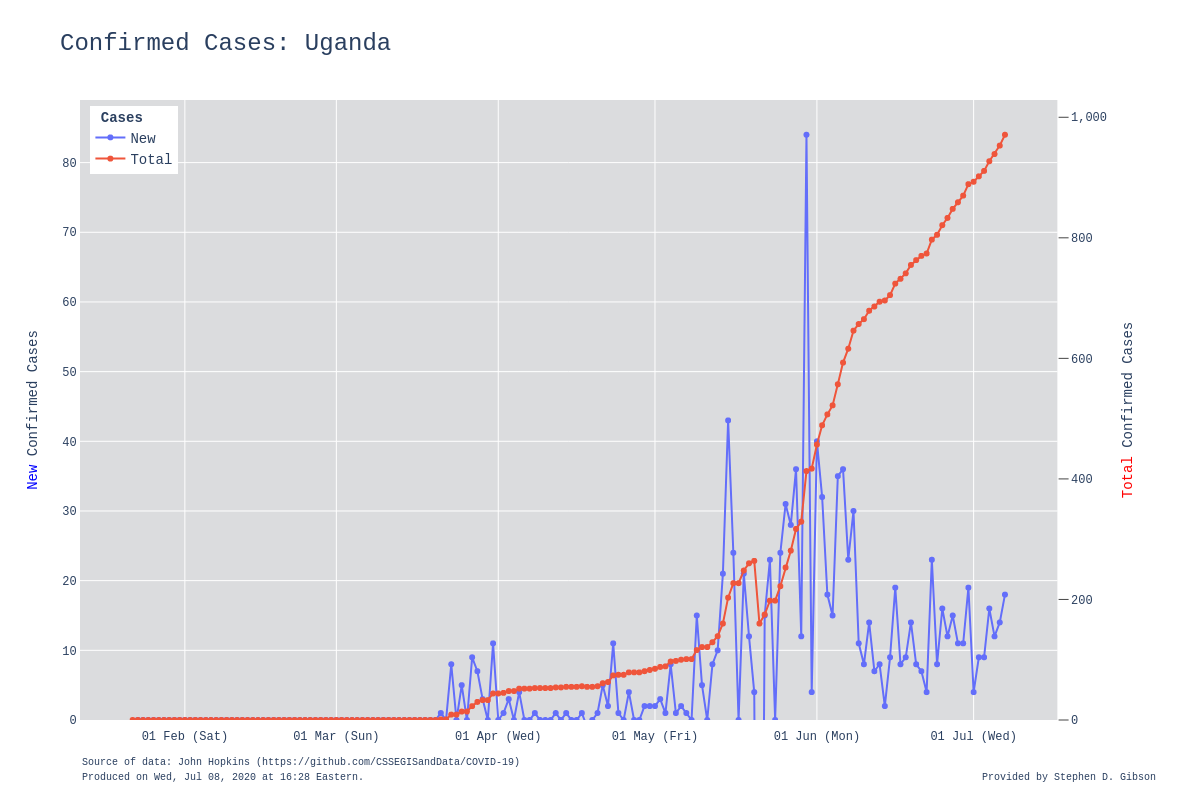 Confirmed Cases: Uganda
Cases
New
Total
1,000
80
70
800
60
50
600
40
400
30
20
200
10
0
0
New Confirmed Cases
Total Confirmed Cases
01 Feb (Sat)
01 Mar (Sun)
01 Apr (Wed)
01 May (Fri)
01 Jun (Mon)
01 Jul (Wed)
Source of data: John Hopkins (https://github.com/CSSEGISandData/COVID-19)
Produced on Wed, Jul 08, 2020 at 16:28 Eastern.
Provided by Stephen D. Gibson